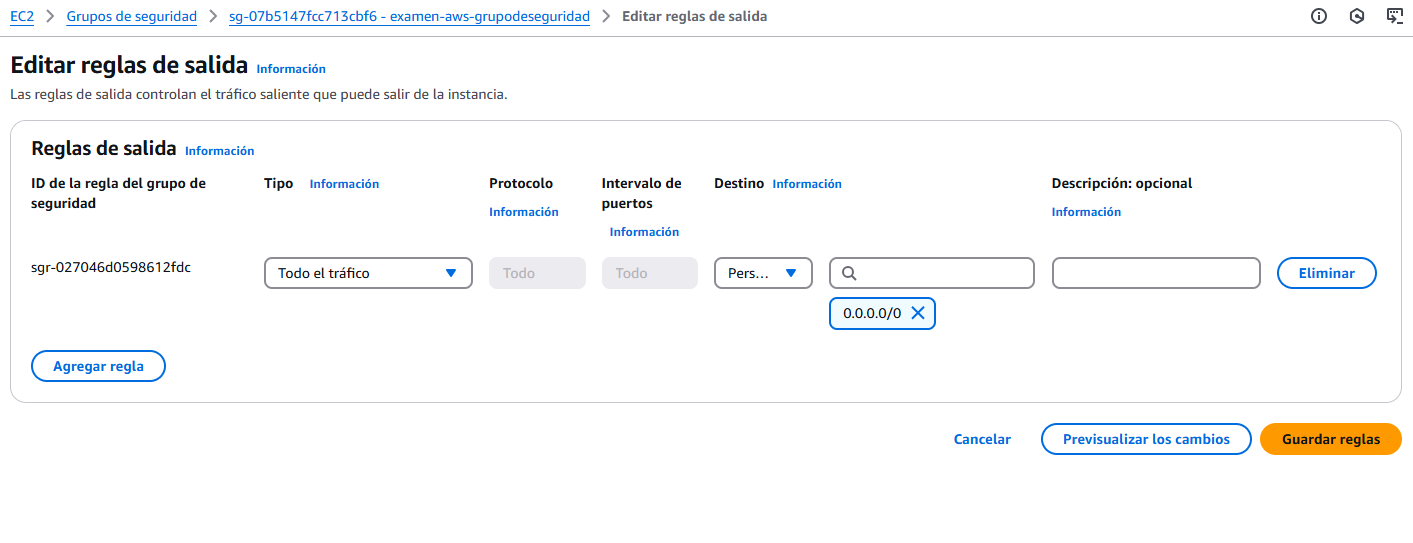 EC2 > Grupos de seguridad > sg-07b5147fcc713cbf6 - examen-aws-grupodeseguridad > Editar reglas de salida
Editar reglas de salida Información
Las reglas de salida controlan el tráfico saliente que puede salir de la instancia.
Reglas de salida Información
ID de la regla del grupo de seguridad
Tipo Información
Protocolo Información
Intervalo de puertos Información
Destino Información
Descripción: opcional Información
sgr-027046d0598612fdc
Todo el tráfico
Todo
Todo
Pers...
0.0.0.0/0
Eliminar
Agregar regla
Cancelar
Previsualizar los cambios
Guardar reglas